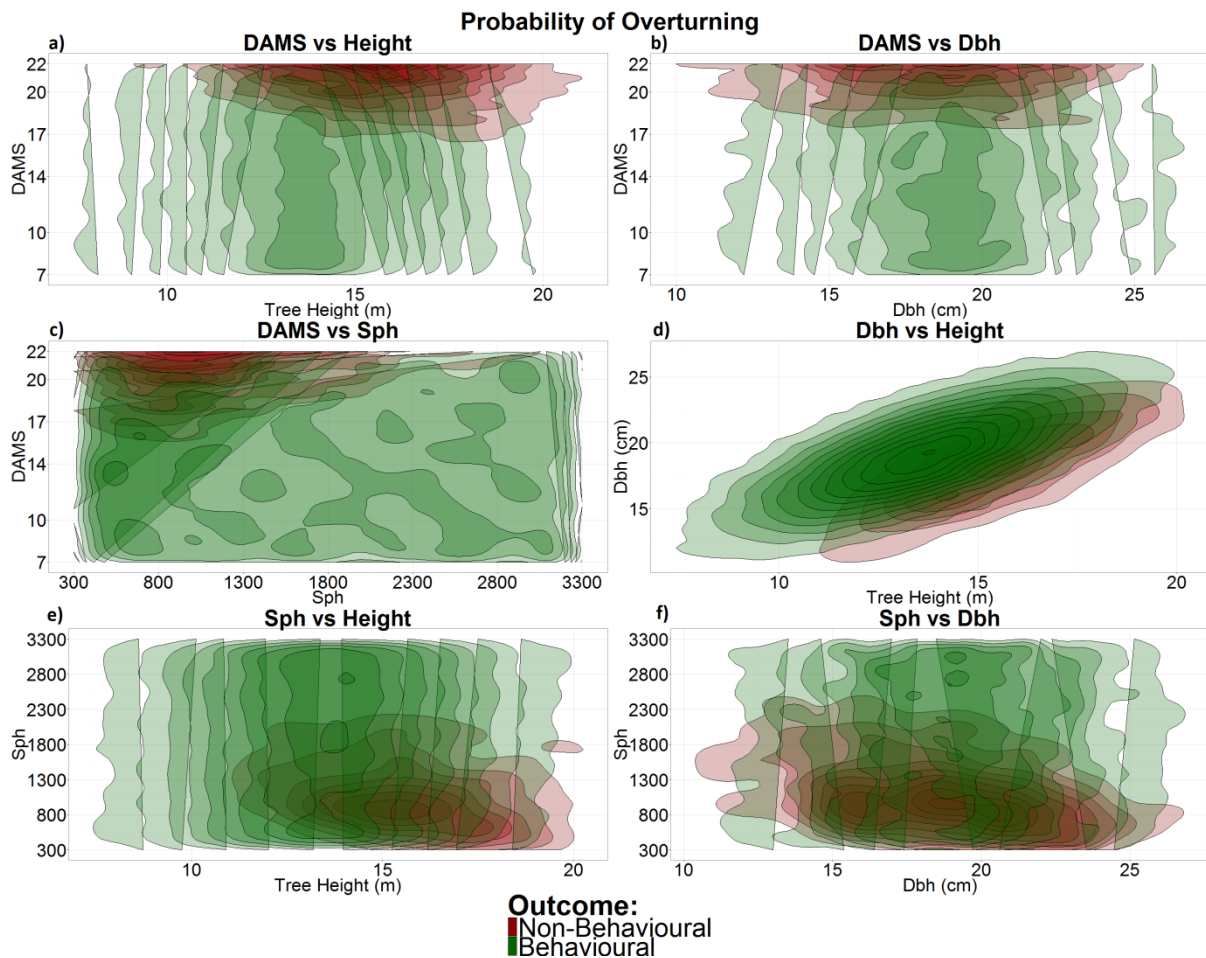 Probability of Overturning
a) DAMS vs Height
22
20
17
14
10
7
DAMS
10 15 20
Tree Height (m)
b) DAMS vs Dbh
22
20
17
14
10
7
DAMS
10 15 20 25
Dbh (cm)
c) DAMS vs Sph
22
20
17
14
10
7
DAMS
300 800 1300 1800 2300 2800 3300
Sph
d) Dbh vs Height
25
20
15
Dbh (cm)
10 15 20
Tree Height (m)
e) Sph vs Height
3300
2800
2300
1800
1300
800
300
Sph
10 15 20
Tree Height (m)
f) Sph vs Dbh
3300
2800
2300
1800
1300
800
300
Sph
10 15 20 25
Dbh (cm)
Outcome:
Non-Behavioural
Behavioural